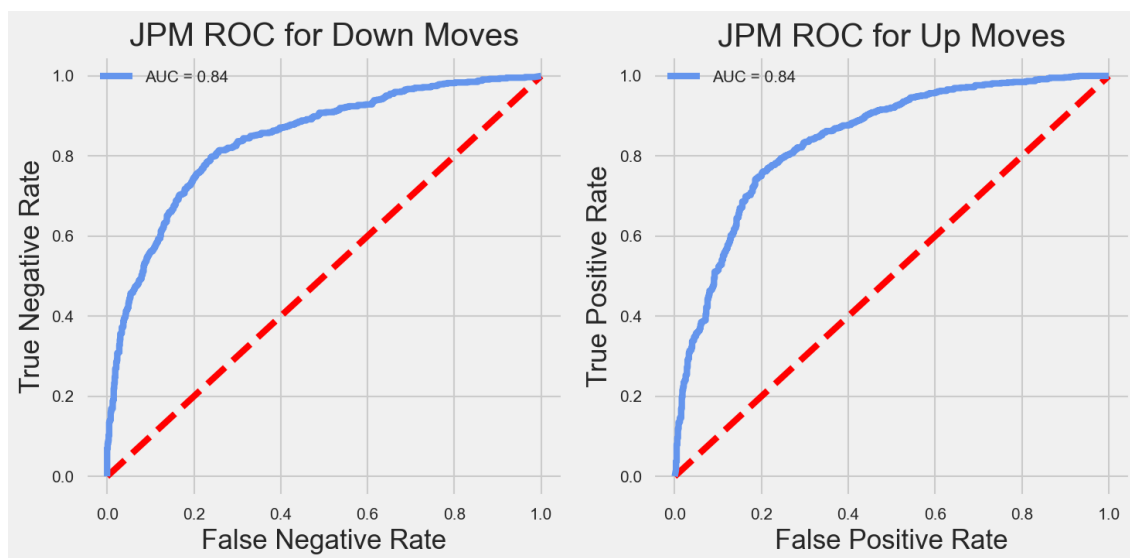 JPM ROC for Down Moves
AUC = 0.84
1.0
0.8
0.6
0.4
0.2
0.0
True Negative Rate
0.0 0.2 0.4 0.6 0.8 1.0
False Negative Rate
JPM ROC for Up Moves
AUC = 0.84
1.0
0.8
0.6
0.4
0.2
0.0
True Positive Rate
0.0 0.2 0.4 0.6 0.8 1.0
False Positive Rate